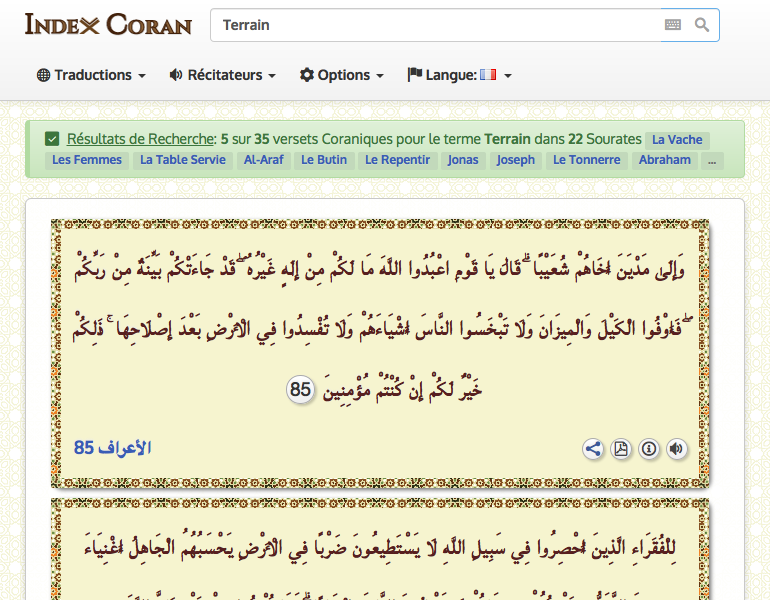 Index Coran
Terrain
Traductions Récitateurs Options Langue:
Résultats de Recherche: 5 sur 35 versets Coraniques pour le terme Terrain dans 22 Sourates La Vache
Les Femmes La Table Servie Al-Araf Le Butin Le Repentir Jonas Joseph Le Tonnerre Abraham ...
وَإِلَىٰ مَدْيَنَ أَخَاهُمْ شُعَيْبًا ۗ قَالَ يَا قَوْمِ اعْبُدُوا اللَّهَ مَا لَكُمْ مِنْ إِلَٰهٍ غَيْرُهُ ۖ قَدْ جَاءَتْكُمْ بَيِّنَةٌ مِنْ رَبِّكُمْ
ۖ فَأَوْفُوا الْكَيْلَ وَالْمِيزَانَ وَلَا تَبْخَسُوا النَّاسَ أَشْيَاءَهُمْ وَلَا تُفْسِدُوا فِي الْأَرْضِ بَعْدَ إِصْلَاحِهَا ۚ ذَٰلِكُمْ
خَيْرٌ لَكُمْ إِنْ كُنْتُمْ مُؤْمِنِينَ 85
الأعراف 85
لِلْفُقَرَاءِ الَّذِينَ أُحْصِرُوا فِي سَبِيلِ اللَّهِ لَا يَسْتَطِيعُونَ ضَرْبًا فِي الْأَرْضِ يَحْسَبُهُمُ الْجَاهِلُ أَغْنِيَاءَ